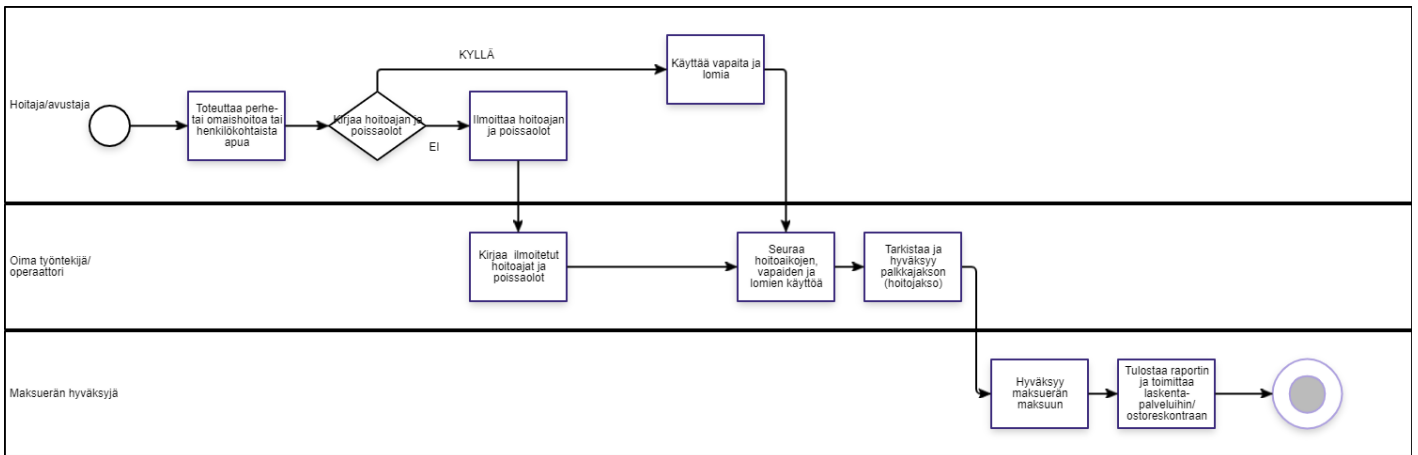 Hoitaja/avustaja
Toteuttaa perhe-
tai omaishoitoa tai
henkilökohtaista
apua
Kirjaa hoitoajan ja
poissaolot
KYLLÄ
EI
Ilmoittaa hoitoajan
ja poissaolot
Käyttää vapaita ja
lomia
Oima työntekijä/
operaattori
Kirjaa ilmoitetut
hoitoajat ja
poissaolot
Seuraa
hoitoaikojen,
vapaiden ja
lomien käyttöä
Tarkistaa ja
hyväksyy
palkkajakson
(hoitojakso)
Maksuerän hyväksyjä
Hyväksyy
maksuerän
maksuun
Tulostaa raportin
ja toimittaa
laskenta-
palveluihin/
ostoreskontraan